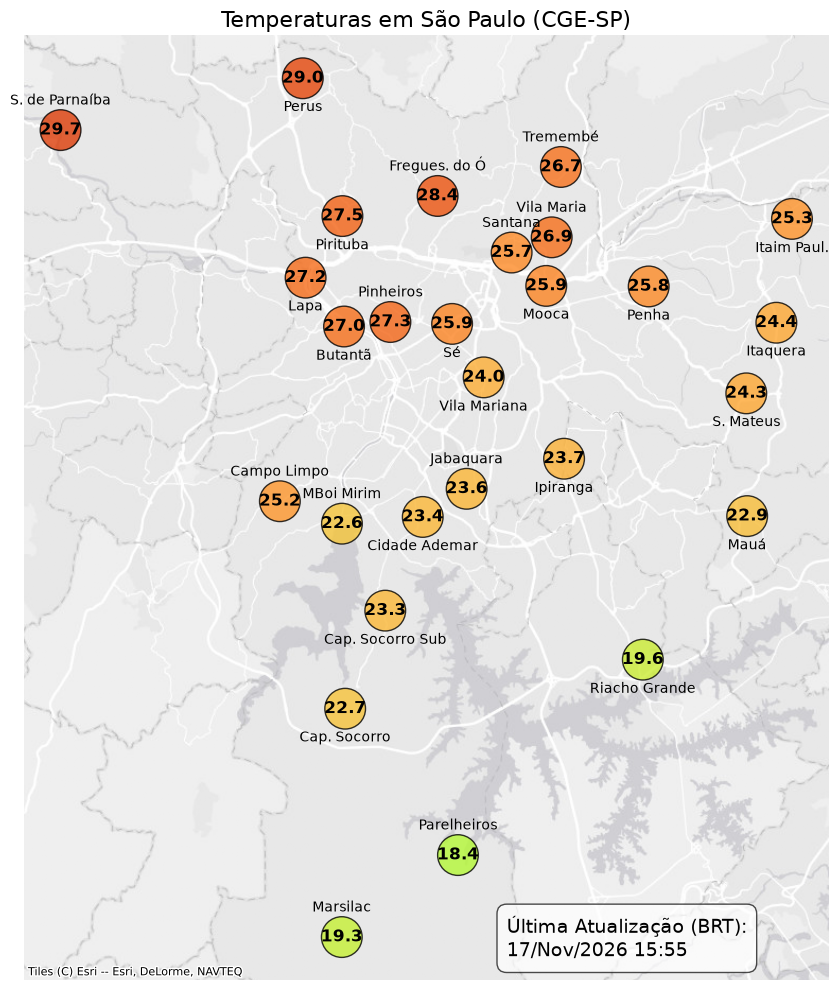 Temperaturas em São Paulo (CGE-SP)
29.0
Perus
S. de Parnaíba
29.7
Tremembé
26.7
Fregues. do Ó
28.4
27.5
Pirituba
Vila Maria
26.9
Santana
25.7
25.3
Itaim Paul.
27.2
Lapa
25.9
Mooca
25.8
Penha
Pinheiros
27.3
27.0
Butantã
25.9
Sé
24.4
Itaquera
24.0
Vila Mariana
24.3
S. Mateus
Jabaquara
23.6
23.7
Ipiranga
Campo Limpo
25.2
MBoi Mirim
22.6
23.4
Cidade Ademar
22.9
Mauá
23.3
Cap. Socorro Sub
19.6
Riacho Grande
22.7
Cap. Socorro
Parelheiros
18.4
Marsilac
19.3
Última Atualização (BRT):
17/Nov/2026 15:55
Tiles (C) Esri -- Esri, DeLorme, NAVTEQ